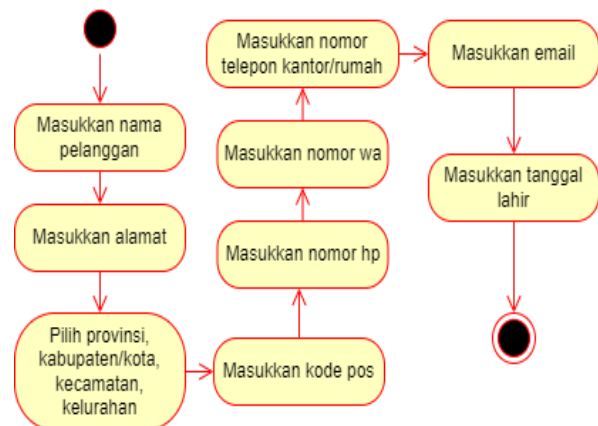 Masukkan nama
pelanggan
Masukkan alamat
Pilih provinsi,
kabupaten/kota,
kecamatan,
kelurahan
Masukkan kode pos
Masukkan nomor hp
Masukkan nomor wa
Masukkan nomor
telepon kantor/rumah
Masukkan email
Masukkan tanggal
lahir